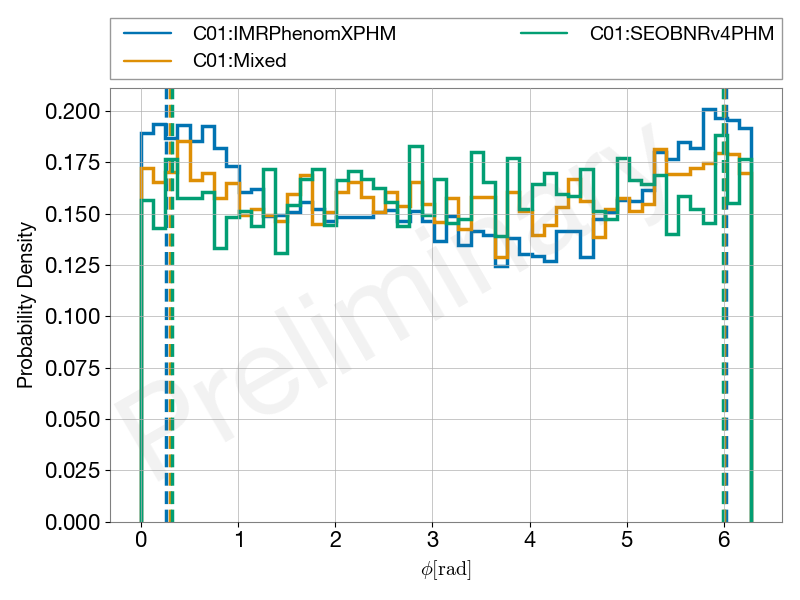 C01:IMRPhenomXPHM
C01:Mixed
C01:SEOBNRv4PHM
Probability Density
0.200
0.175
0.150
0.125
0.100
0.075
0.050
0.025
0.000
Preliminary
0 1 2 3 4 5 6
ϕ[rad]